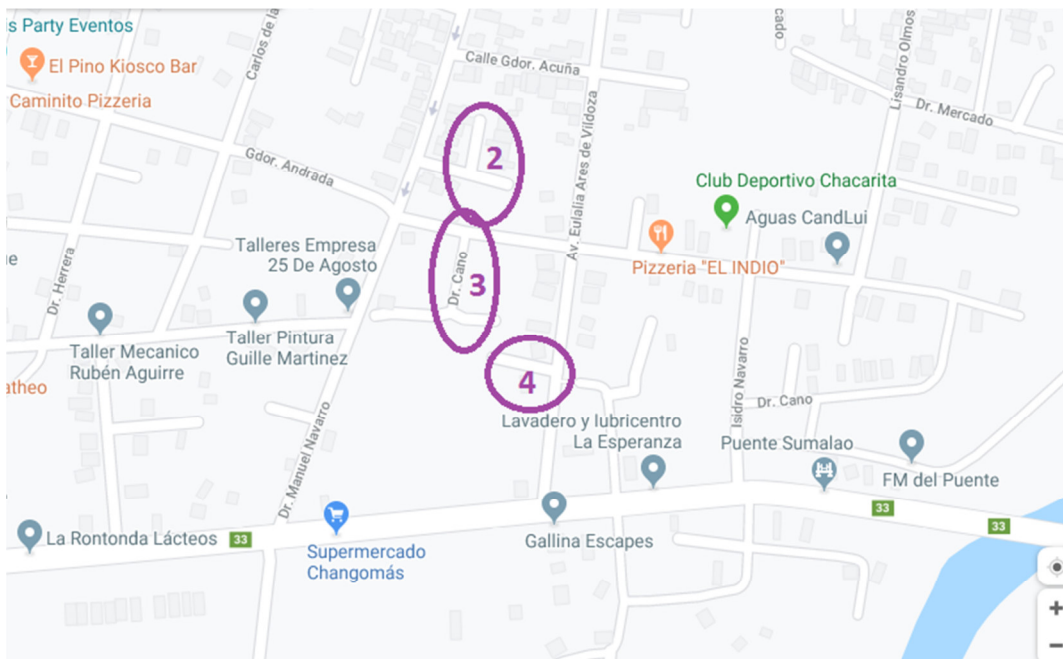 s Party Eventos
El Pino Kiosco Bar
Caminito Pizzeria
Carlos de la
Calle Gdor. Acuña
cado
Lisandro Olmos
Dr. Mercado
2
Gdor. Andrada
Av. Eulalia Ares de Vildoza
Club Deportivo Chacarita
Aguas CandLui
Talleres Empresa
25 De Agosto
Pizzeria "EL INDIO"
ue
Dr. Herrera
Dr. Cano
3
Taller Mecanico
Rubén Aguirre
Taller Pintura
Guille Martinez
atheo
4
Isidro Navarro
Dr. Cano
Dr. Manuel Navarro
Lavadero y lubricentro
La Esperanza
Puente Sumalao
FM del Puente
33
33
La Rontonda Lácteos
33
Supermercado
Changomás
Gallina Escapes
+
−